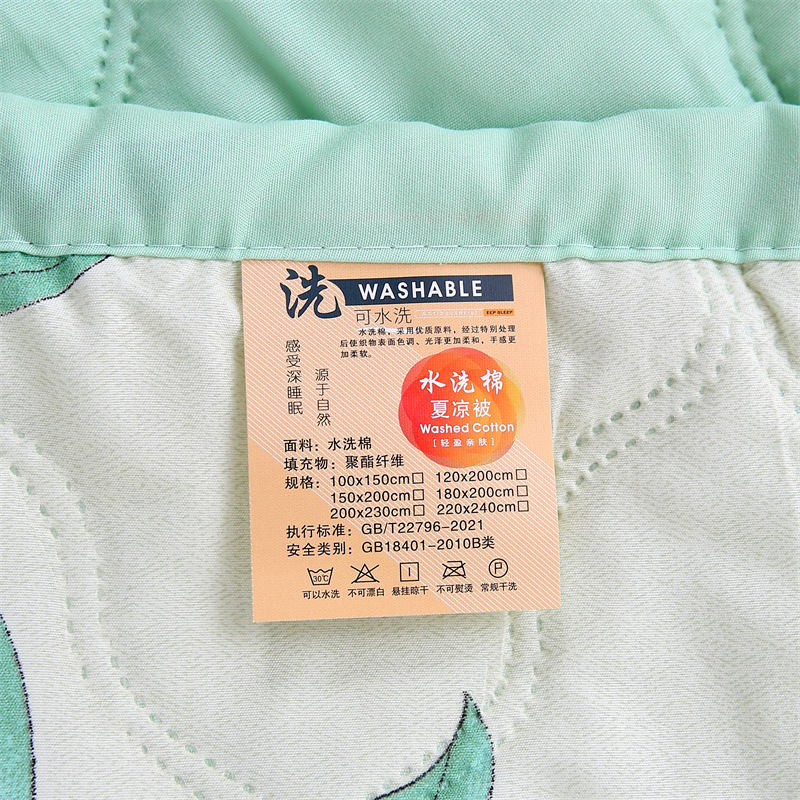 洗 WASHABLE
可水洗
EEP SLEEP
水洗棉，采用优质原料，经过特别处理
后使织物表面色调、光泽更加柔和，手感更
加柔软。
感受深睡眠
源于自然
水洗棉
夏凉被
Washed Cotton
[轻盈亲肤]
面料：水洗棉
填充物：聚酯纤维
规格：100x150cm□ 120x200cm□
150x200cm□ 180x200cm□
200x230cm□ 220x240cm□
执行标准：GB/T22796-2021
安全类别：GB18401-2010B类
30℃ P
可以水洗 不可漂白 悬挂晾干 不可熨烫 常规干洗